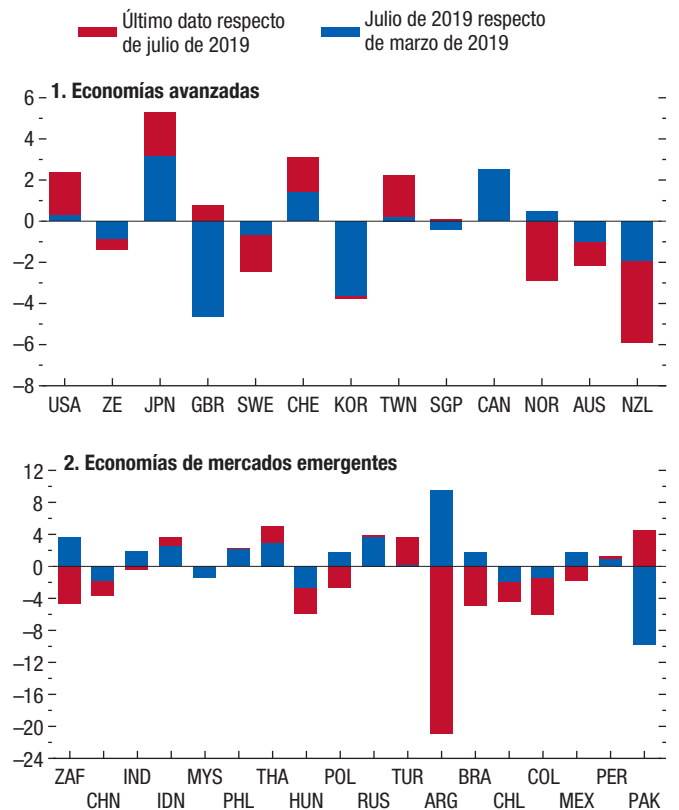 Último dato respecto
de julio de 2019
Julio de 2019 respecto
de marzo de 2019
1. Economías avanzadas
6
4
2
0
–2
–4
–6
–8
USA ZE JPN GBR SWE CHE KOR TWN SGP CAN NOR AUS NZL
2. Economías de mercados emergentes
12
8
4
0
–4
–8
–12
–16
–20
–24
ZAF IND MYS THA POL TUR BRA COL PER
CHN IDN PHL HUN RUS ARG CHL MEX PAK